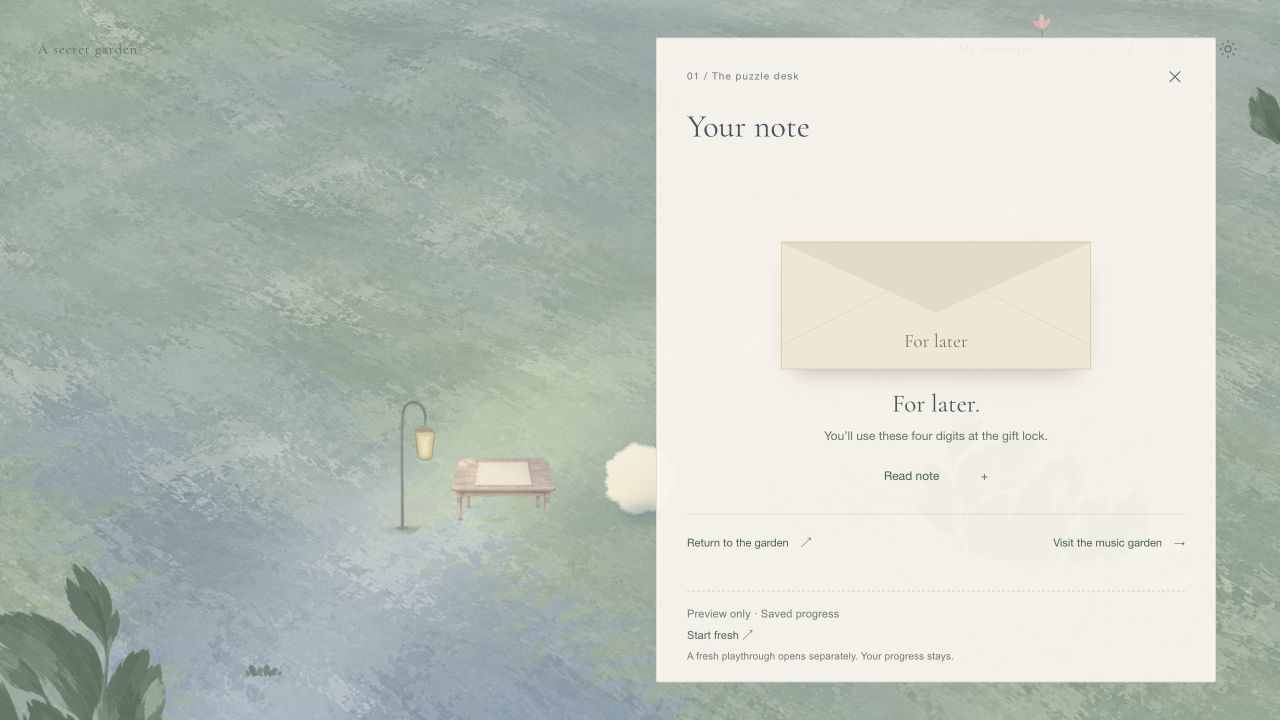 A secret garden
My envelope
01 / The puzzle desk
Your note
For later
For later.
You'll use these four digits at the gift lock.
Read note +
Return to the garden ↗
Visit the music garden →
Preview only · Saved progress
Start fresh ↗
A fresh playthrough opens separately. Your progress stays.